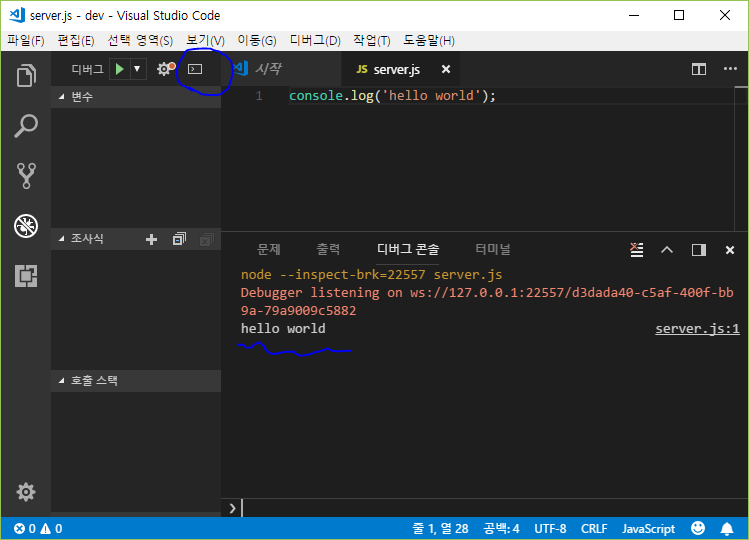 server.js - dev - Visual Studio Code
파일(F) 편집(E) 선택 영역(S) 보기(V) 이동(G) 디버그(D) 작업(T) 도움말(H)
디버그
시작
JS server.js
변수
1 console.log('hello world');
조사식
호출 스택
문제 출력 디버그 콘솔 터미널
node --inspect-brk=22557 server.js
Debugger listening on ws://127.0.0.1:22557/d3dada40-c5af-400f-bb
9a-79a9009c5882
hello world server.js:1
0 0 줄 1, 열 28 공백: 4 UTF-8 CRLF JavaScript